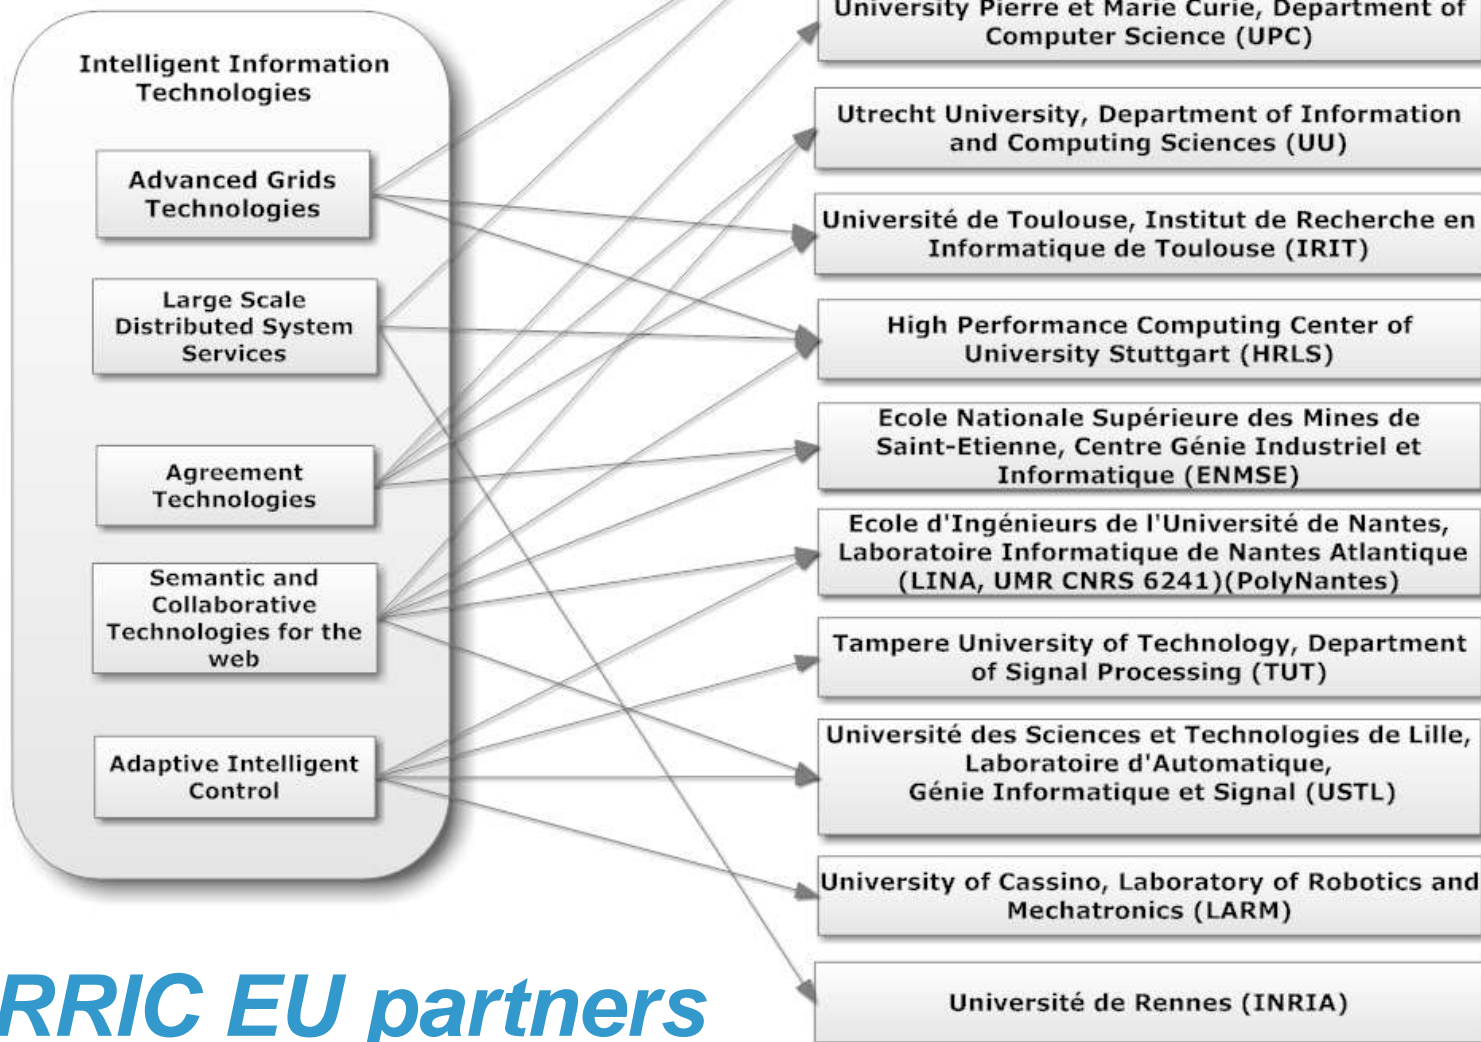 Intelligent Information
Technologies
Advanced Grids
Technologies
Large Scale
Distributed System
Services
Agreement
Technologies
Semantic and
Collaborative
Technologies for the
web
Adaptive Intelligent
Control
University Pierre et Marie Curie, Department of
Computer Science (UPC)
Utrecht University, Department of Information
and Computing Sciences (UU)
Université de Toulouse, Institut de Recherche en
Informatique de Toulouse (IRIT)
High Performance Computing Center of
University Stuttgart (HRLS)
Ecole Nationale Supérieure des Mines de
Saint-Etienne, Centre Génie Industriel et
Informatique (ENMSE)
Ecole d'Ingénieurs de l'Université de Nantes,
Laboratoire Informatique de Nantes Atlantique
(LINA, UMR CNRS 6241)(PolyNantes)
Tampere University of Technology, Department
of Signal Processing (TUT)
Université des Sciences et Technologies de Lille,
Laboratoire d'Automatique,
Génie Informatique et Signal (USTL)
University of Cassino, Laboratory of Robotics and
Mechatronics (LARM)
Université de Rennes (INRIA)
RRIC EU partners